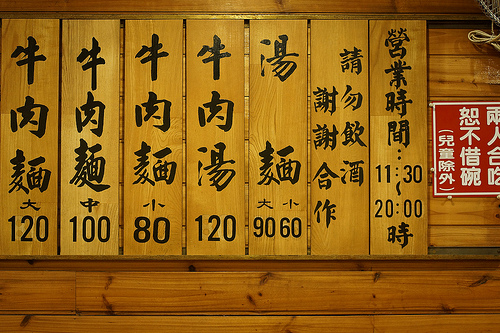 兩人合吃
恕不借碗
(兒童除外)
營業時間：11:30～20:00時
請勿飲酒
謝謝合作
湯麵 大 小 90 60
牛肉湯 120
牛肉麵 小 80
牛肉麵 中 100
牛肉麵 大 120